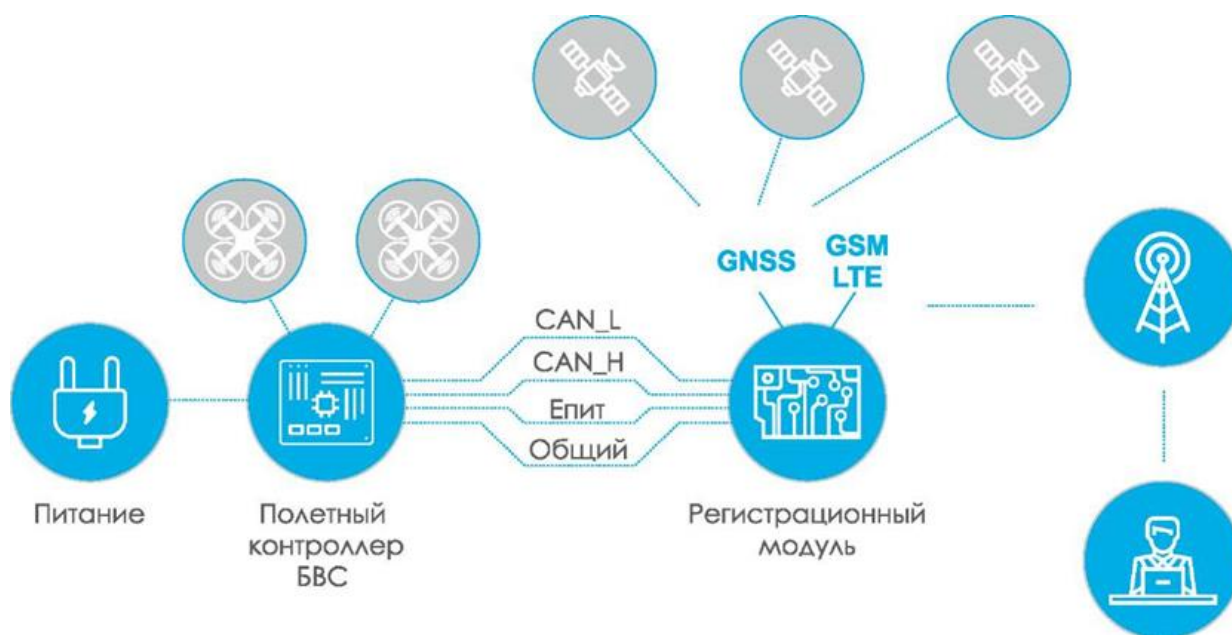 GNSS
GSM
LTE
CAN_L
CAN_H
Епит
Общий
Питание
Полетный
контроллер
БВС
Регистрационный
модуль